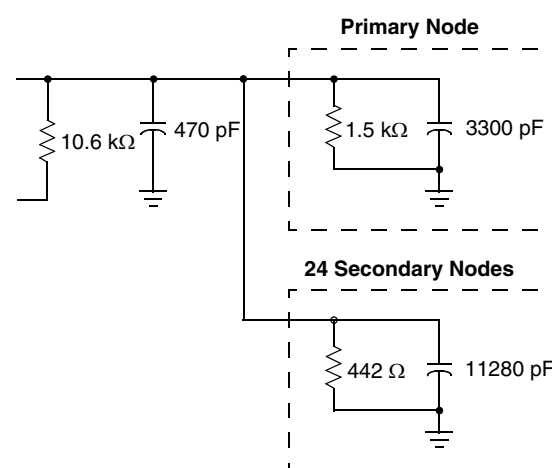 Primary Node
10.6 kΩ
470 pF
1.5 kΩ
3300 pF
24 Secondary Nodes
442 Ω
11280 pF